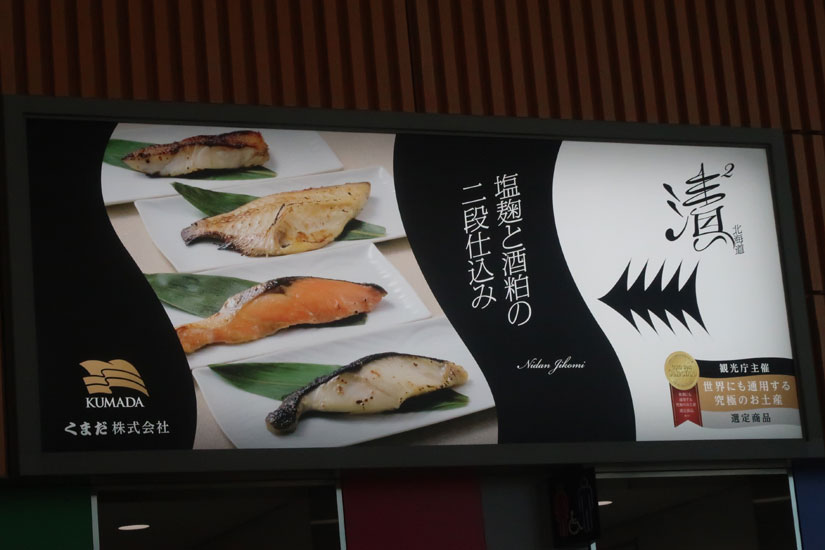 塩麹と酒粕の
二段仕込み
Nidan Jikomi
漬²
北海道
KUMADA
くまだ株式会社
観光庁主催
世界にも通用する
究極のお土産
選定商品